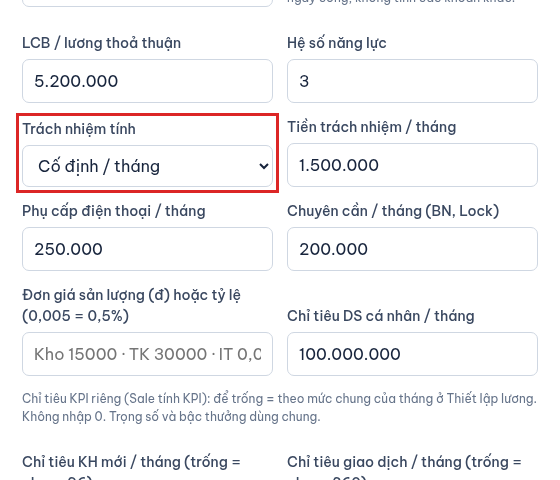 LCB / lương thoả thuận
Hệ số năng lực
5.200.000
3
Trách nhiệm tính
Tiền trách nhiệm / tháng
Cố định / tháng
1.500.000
Phụ cấp điện thoại / tháng
Chuyên cần / tháng (BN, Lock)
250.000
200.000
Đơn giá sản lượng (đ) hoặc tỷ lệ
(0,005 = 0,5%)
Chỉ tiêu DS cá nhân / tháng
Kho 15000 · TK 30000 · IT 0,0
100.000.000
Chỉ tiêu KPI riêng (Sale tính KPI): để trống = theo mức chung của tháng ở Thiết lập lương.
Không nhập 0. Trọng số và bậc thưởng dùng chung.
Chỉ tiêu KH mới / tháng (trống =
Chỉ tiêu giao dịch / tháng (trống =